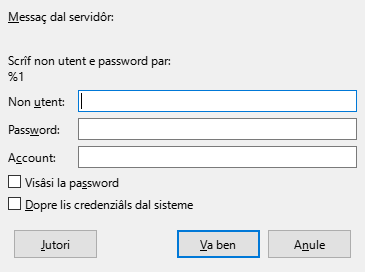 Messaç dal servidôr:
Scrîf non utent e password par:
%1
Non utent:
Password:
Account:
Visâsi la password
Dopre lis credenziâls dal sisteme
Jutori
Va ben
Anule